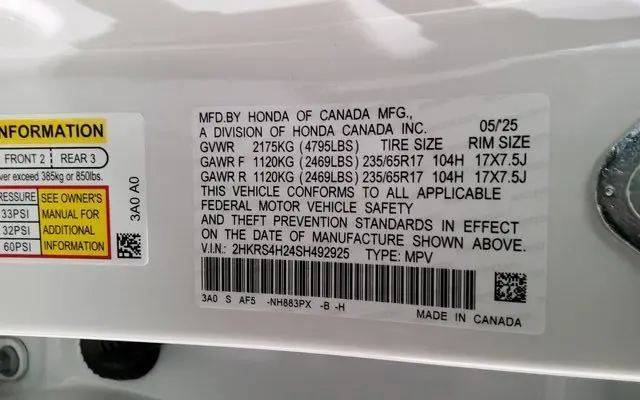 NFORMATION
FRONT 2 REAR 3
ver exceed 385kg or 850lbs.
RESSURE
33PSI
32PSI
60PSI
SEE OWNER'S
MANUAL FOR
ADDITIONAL
INFORMATION
3A0 A0
MFD.BY HONDA OF CANADA MFG.,
A DIVISION OF HONDA CANADA INC. 05/'25
GVWR 2175KG (4795LBS) TIRE SIZE RIM SIZE
GAWR F 1120KG (2469LBS) 235/65R17 104H 17X7.5J
GAWR R 1120KG (2469LBS) 235/65R17 104H 17X7.5J
THIS VEHICLE CONFORMS TO ALL APPLICABLE
FEDERAL MOTOR VEHICLE SAFETY
AND THEFT PREVENTION STANDARDS IN EFFECT
ON THE DATE OF MANUFACTURE SHOWN ABOVE.
V.I.N.: 2HKRS4H24SH492925 TYPE: MPV
3A0 S AF5 -NH883PX -B -H
MADE IN CANADA